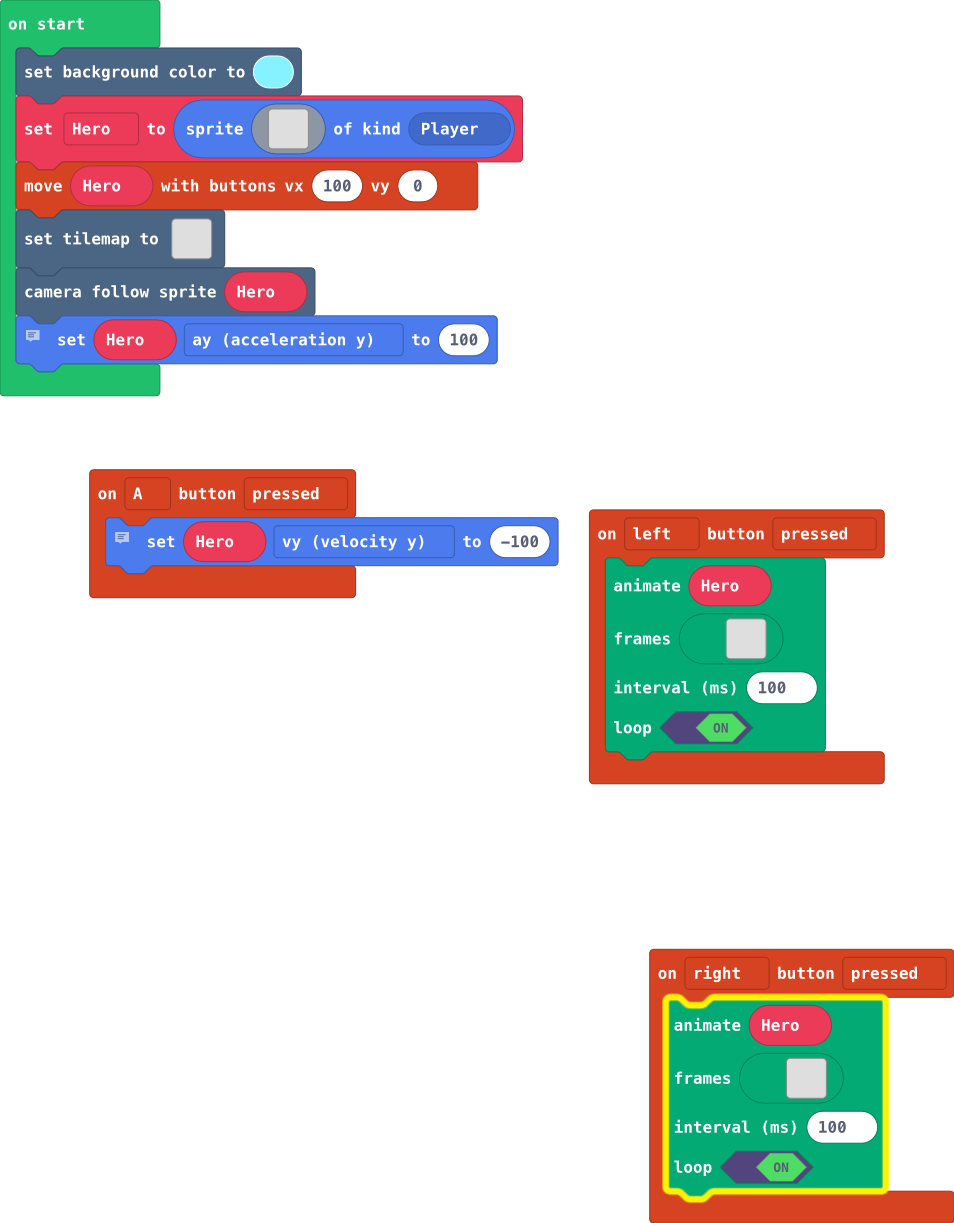 on start
set background color to
set Hero to sprite of kind Player
move Hero with buttons vx 100 vy 0
set tilemap to
camera follow sprite Hero
set Hero ay (acceleration y) to 100
on A button pressed
set Hero vy (velocity y) to -100
on left button pressed
animate Hero
frames
interval (ms) 100
loop ON
on right button pressed
animate Hero
frames
interval (ms) 100
loop ON